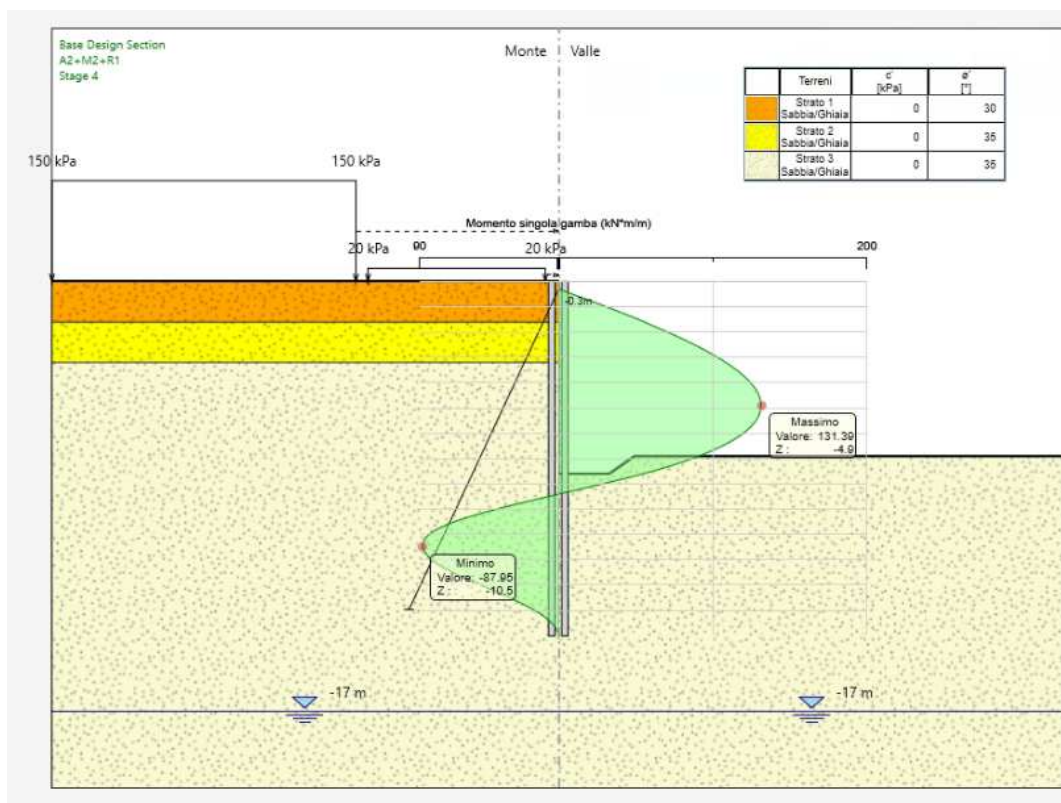 Base Design Section
A2+M2+R1
Stage 4
Monte
Valle
Terreni
c' [kPa]
ø' [°]
Strato 1 Sabbia/Ghiaia
0
30
Strato 2 Sabbia/Ghiaia
0
35
Strato 3 Sabbia/Ghiaia
0
35
150 kPa
150 kPa
Momento singola gamba (kN*m/m)
20 kPa
90
20 kPa
200
-0.3m
Massimo
Valore: 131.39
Z : -4.9
Minimo
Valore: -87.95
Z : -10.5
-17 m
-17 m